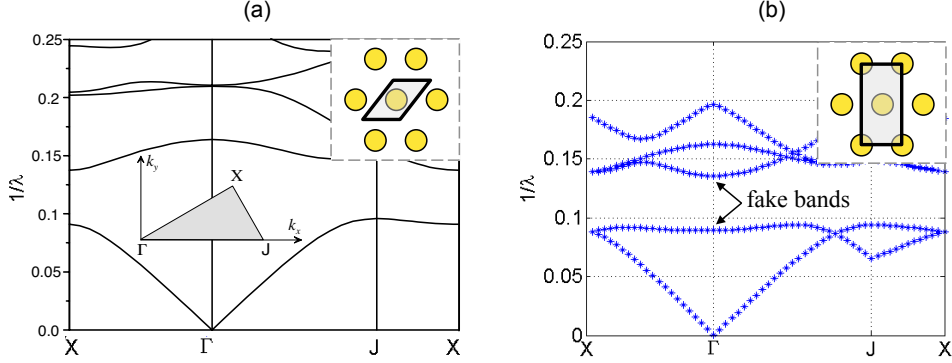 (a)
0.25
0.2
0.15
0.1
0.05
0.0
1/λ
k_y
X
Γ
J
k_x
X
Γ
J
X
(b)
0.25
0.2
0.15
0.1
0.05
0
1/λ
fake bands
X
Γ
J
X